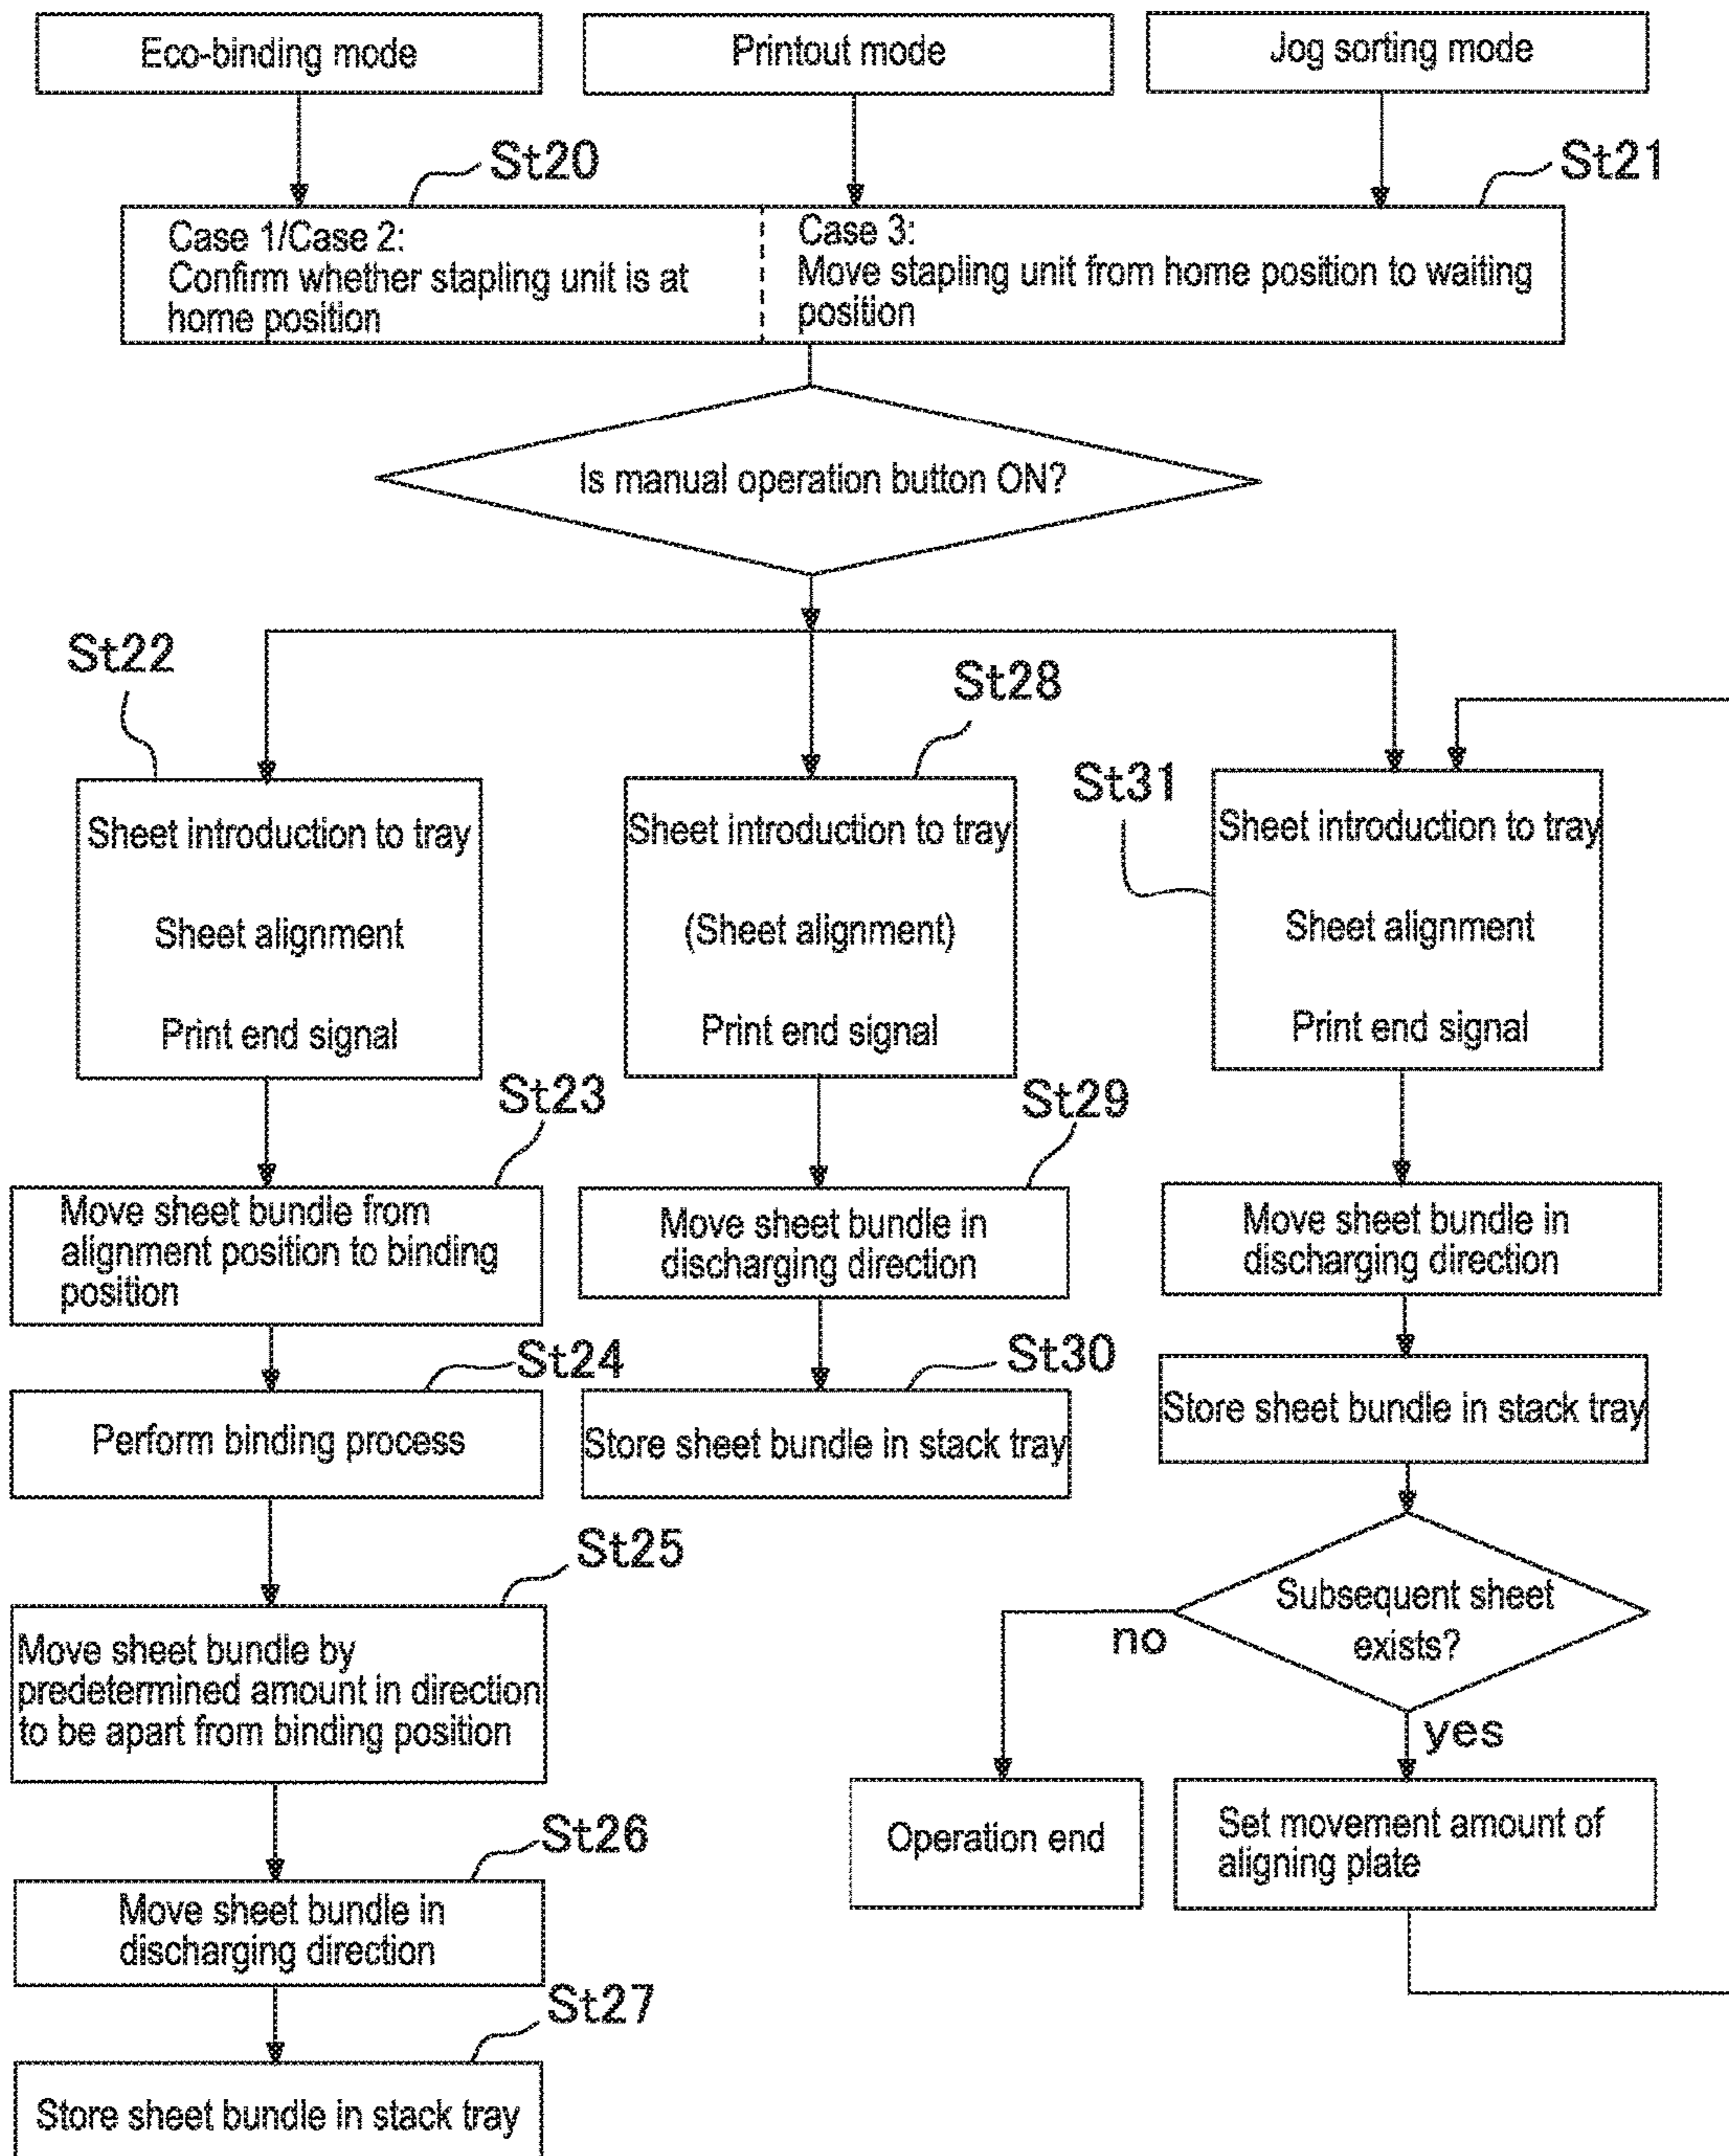 Eco-binding mode
Printout mode
Jog sorting mode
St20
St21
Case 1/Case 2:
Confirm whether stapling unit is at
home position
Case 3:
Move stapling unit from home position to waiting
position
Is manual operation button ON?
St22
Sheet introduction to tray
Sheet alignment
Print end signal
St28
Sheet introduction to tray
(Sheet alignment)
Print end signal
St31
Sheet introduction to tray
Sheet alignment
Print end signal
St23
Move sheet bundle from
alignment position to binding
position
St29
Move sheet bundle in
discharging direction
Move sheet bundle in
discharging direction
St24
Perform binding process
St30
Store sheet bundle in stack tray
Store sheet bundle in stack tray
St25
Move sheet bundle by
predetermined amount in direction
to be apart from binding position
Subsequent sheet
exists?
no
yes
Operation end
Set movement amount of
aligning plate
St26
Move sheet bundle in
discharging direction
St27
Store sheet bundle in stack tray